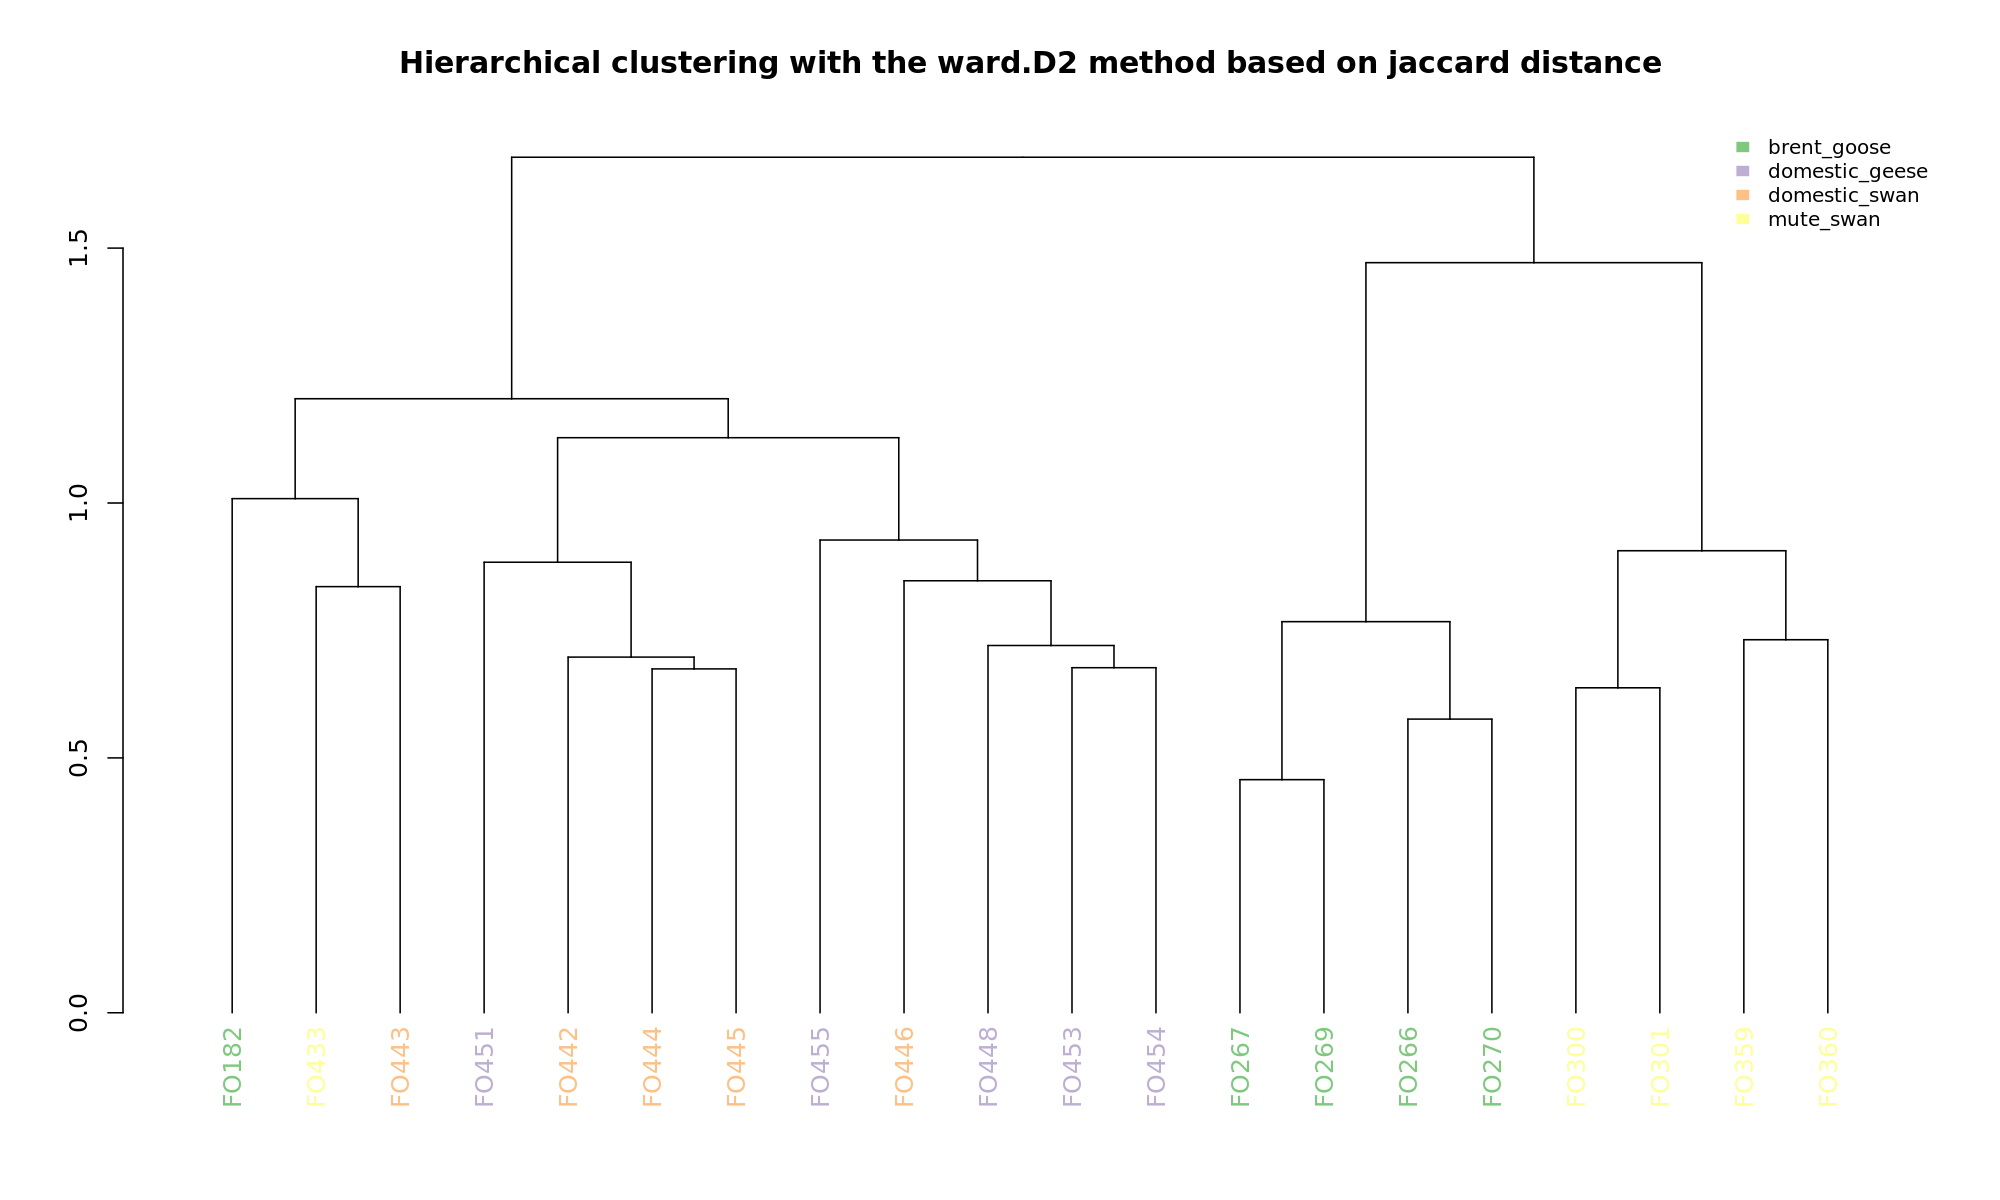 Hierarchical clustering with the ward.D2 method based on jaccard distance
brent_goose
domestic_geese
domestic_swan
mute_swan
1.5
1.0
0.5
0.0
FO182
FO433
FO443
FO451
FO442
FO444
FO445
FO455
FO446
FO448
FO453
FO454
FO267
FO269
FO266
FO270
FO300
FO301
FO359
FO360